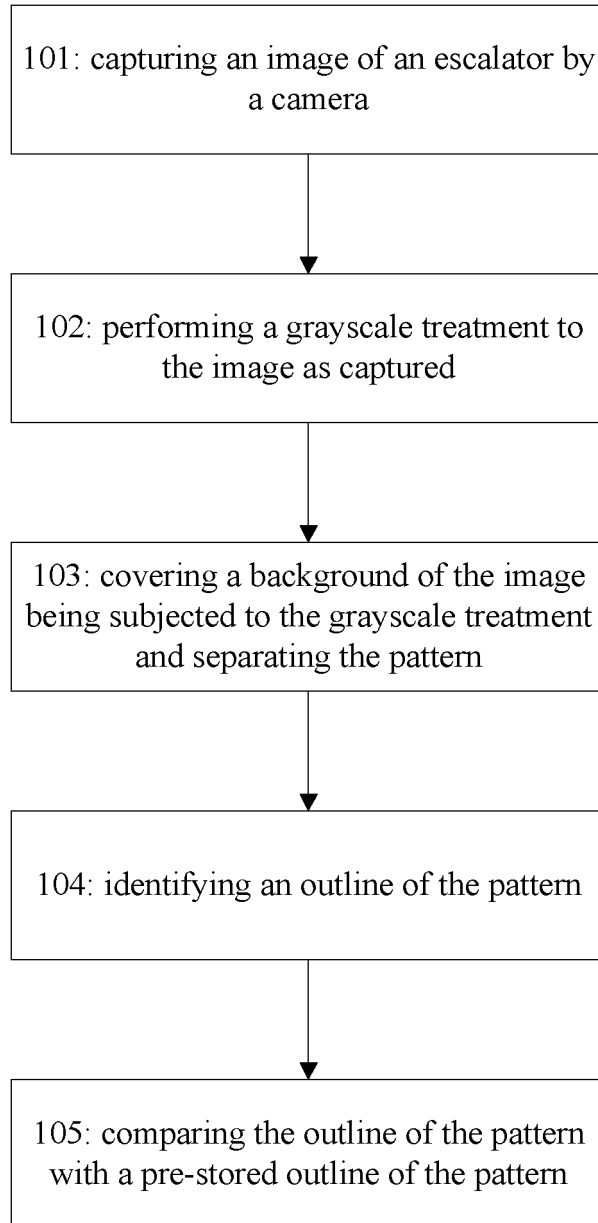 101: capturing an image of an escalator by
a camera
102: performing a grayscale treatment to
the image as captured
103: covering a background of the image
being subjected to the grayscale treatment
and separating the pattern
104: identifying an outline of the pattern
105: comparing the outline of the pattern
with a pre-stored outline of the pattern